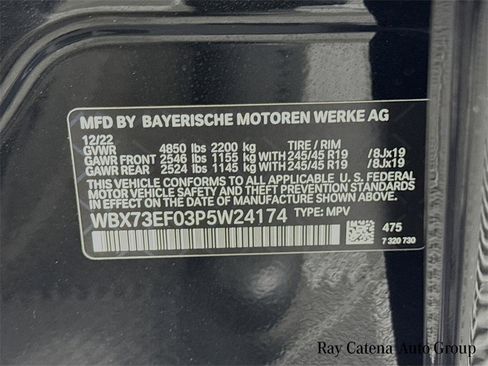 MFD BY BAYERISCHE MOTOREN WERKE AG
12/22
GVWR 4850 lbs 2200 kg TIRE / RIM
GAWR FRONT 2546 lbs 1155 kg WITH 245/45 R19 /8Jx19
GAWR REAR 2524 lbs 1145 kg WITH 245/45 R19 /8Jx19
THIS VEHICLE CONFORMS TO ALL APPLICABLE U.S. FEDERAL
MOTOR VEHICLE SAFETY, BUMPER, AND THEFT PREVENTION
STANDARDS IN EFFECT ON THE DATE OF MANUFACTURE SHOWN ABOVE.
WBX73EF03P5W24174 TYPE: MPV
475
7 320 730
Ray Catena Auto Group